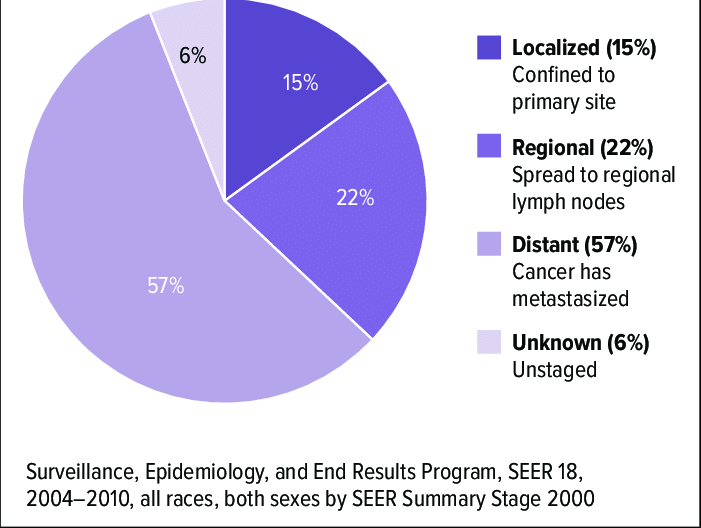 6%
15%
22%
57%
Localized (15%)
Confined to
primary site
Regional (22%)
Spread to regional
lymph nodes
Distant (57%)
Cancer has
metastasized
Unknown (6%)
Unstaged
Surveillance, Epidemiology, and End Results Program, SEER 18,
2004–2010, all races, both sexes by SEER Summary Stage 2000